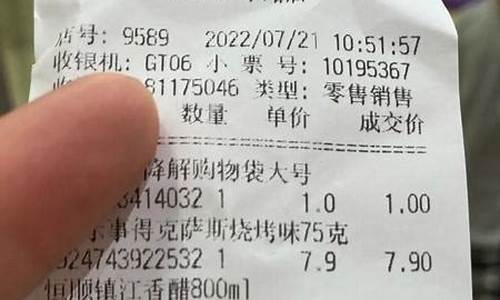 店号: 9589 2022/07/21 10:51:57
收银机: GT06 小 票 号: 10195367
81175046 类型: 零售销售
数量 单价 成交价
降解购物袋大号
3414032 1 1.0 1.00
事得克萨斯烧烤味75克
324743922532 1 7.9 7.90
恒顺镇江香醋800ml